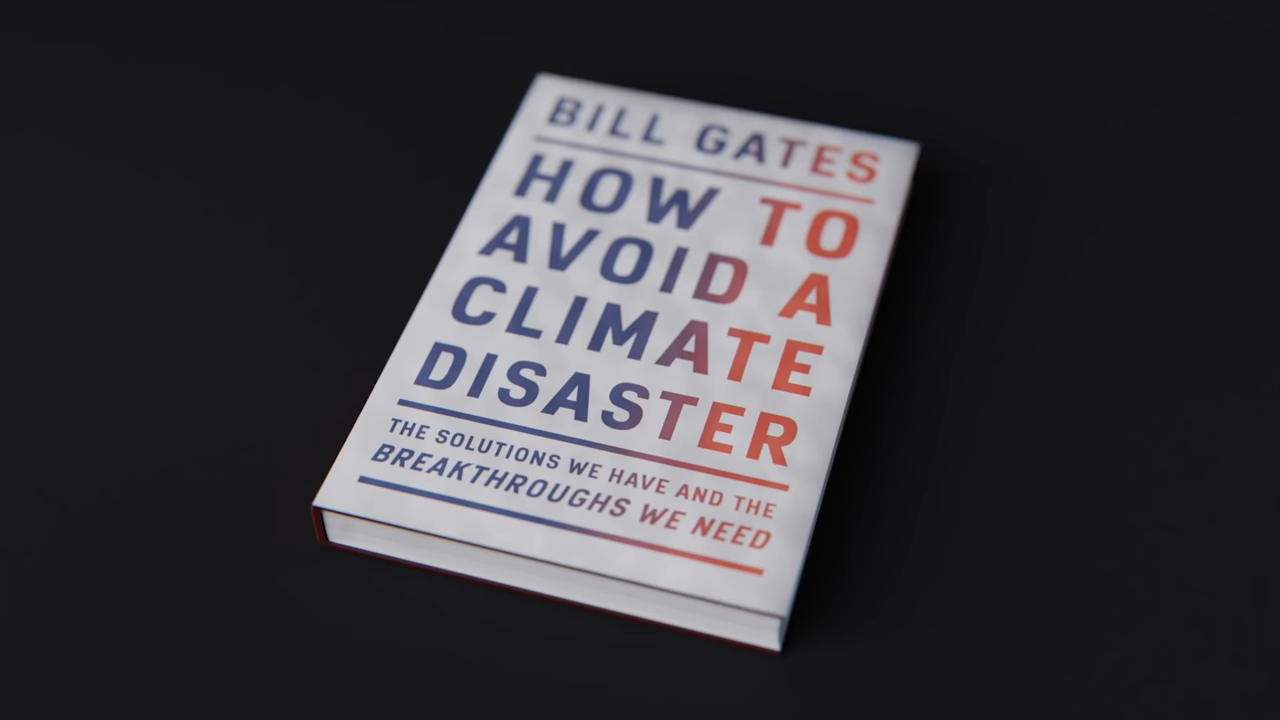 BILL GATES
HOW TO
AVOID A
CLIMATE
DISASTER
THE SOLUTIONS WE HAVE AND THE
BREAKTHROUGHS WE NEED